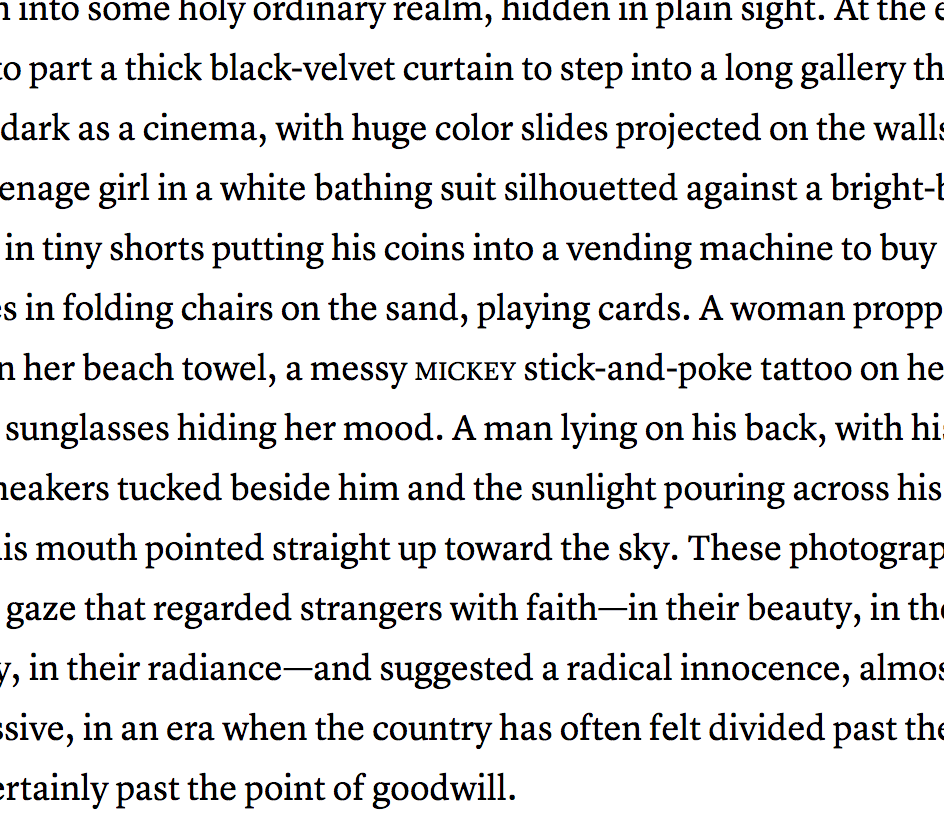 into some holy ordinary realm, hidden in plain sight. At the
to part a thick black-velvet curtain to step into a long gallery th
dark as a cinema, with huge color slides projected on the walls
enage girl in a white bathing suit silhouetted against a bright-b
in tiny shorts putting his coins into a vending machine to buy
es in folding chairs on the sand, playing cards. A woman propp
n her beach towel, a messy MICKEY stick-and-poke tattoo on he
sunglasses hiding her mood. A man lying on his back, with his
neakers tucked beside him and the sunlight pouring across his
is mouth pointed straight up toward the sky. These photograp
gaze that regarded strangers with faith—in their beauty, in the
y, in their radiance—and suggested a radical innocence, almos
ssive, in an era when the country has often felt divided past the
ertainly past the point of goodwill.